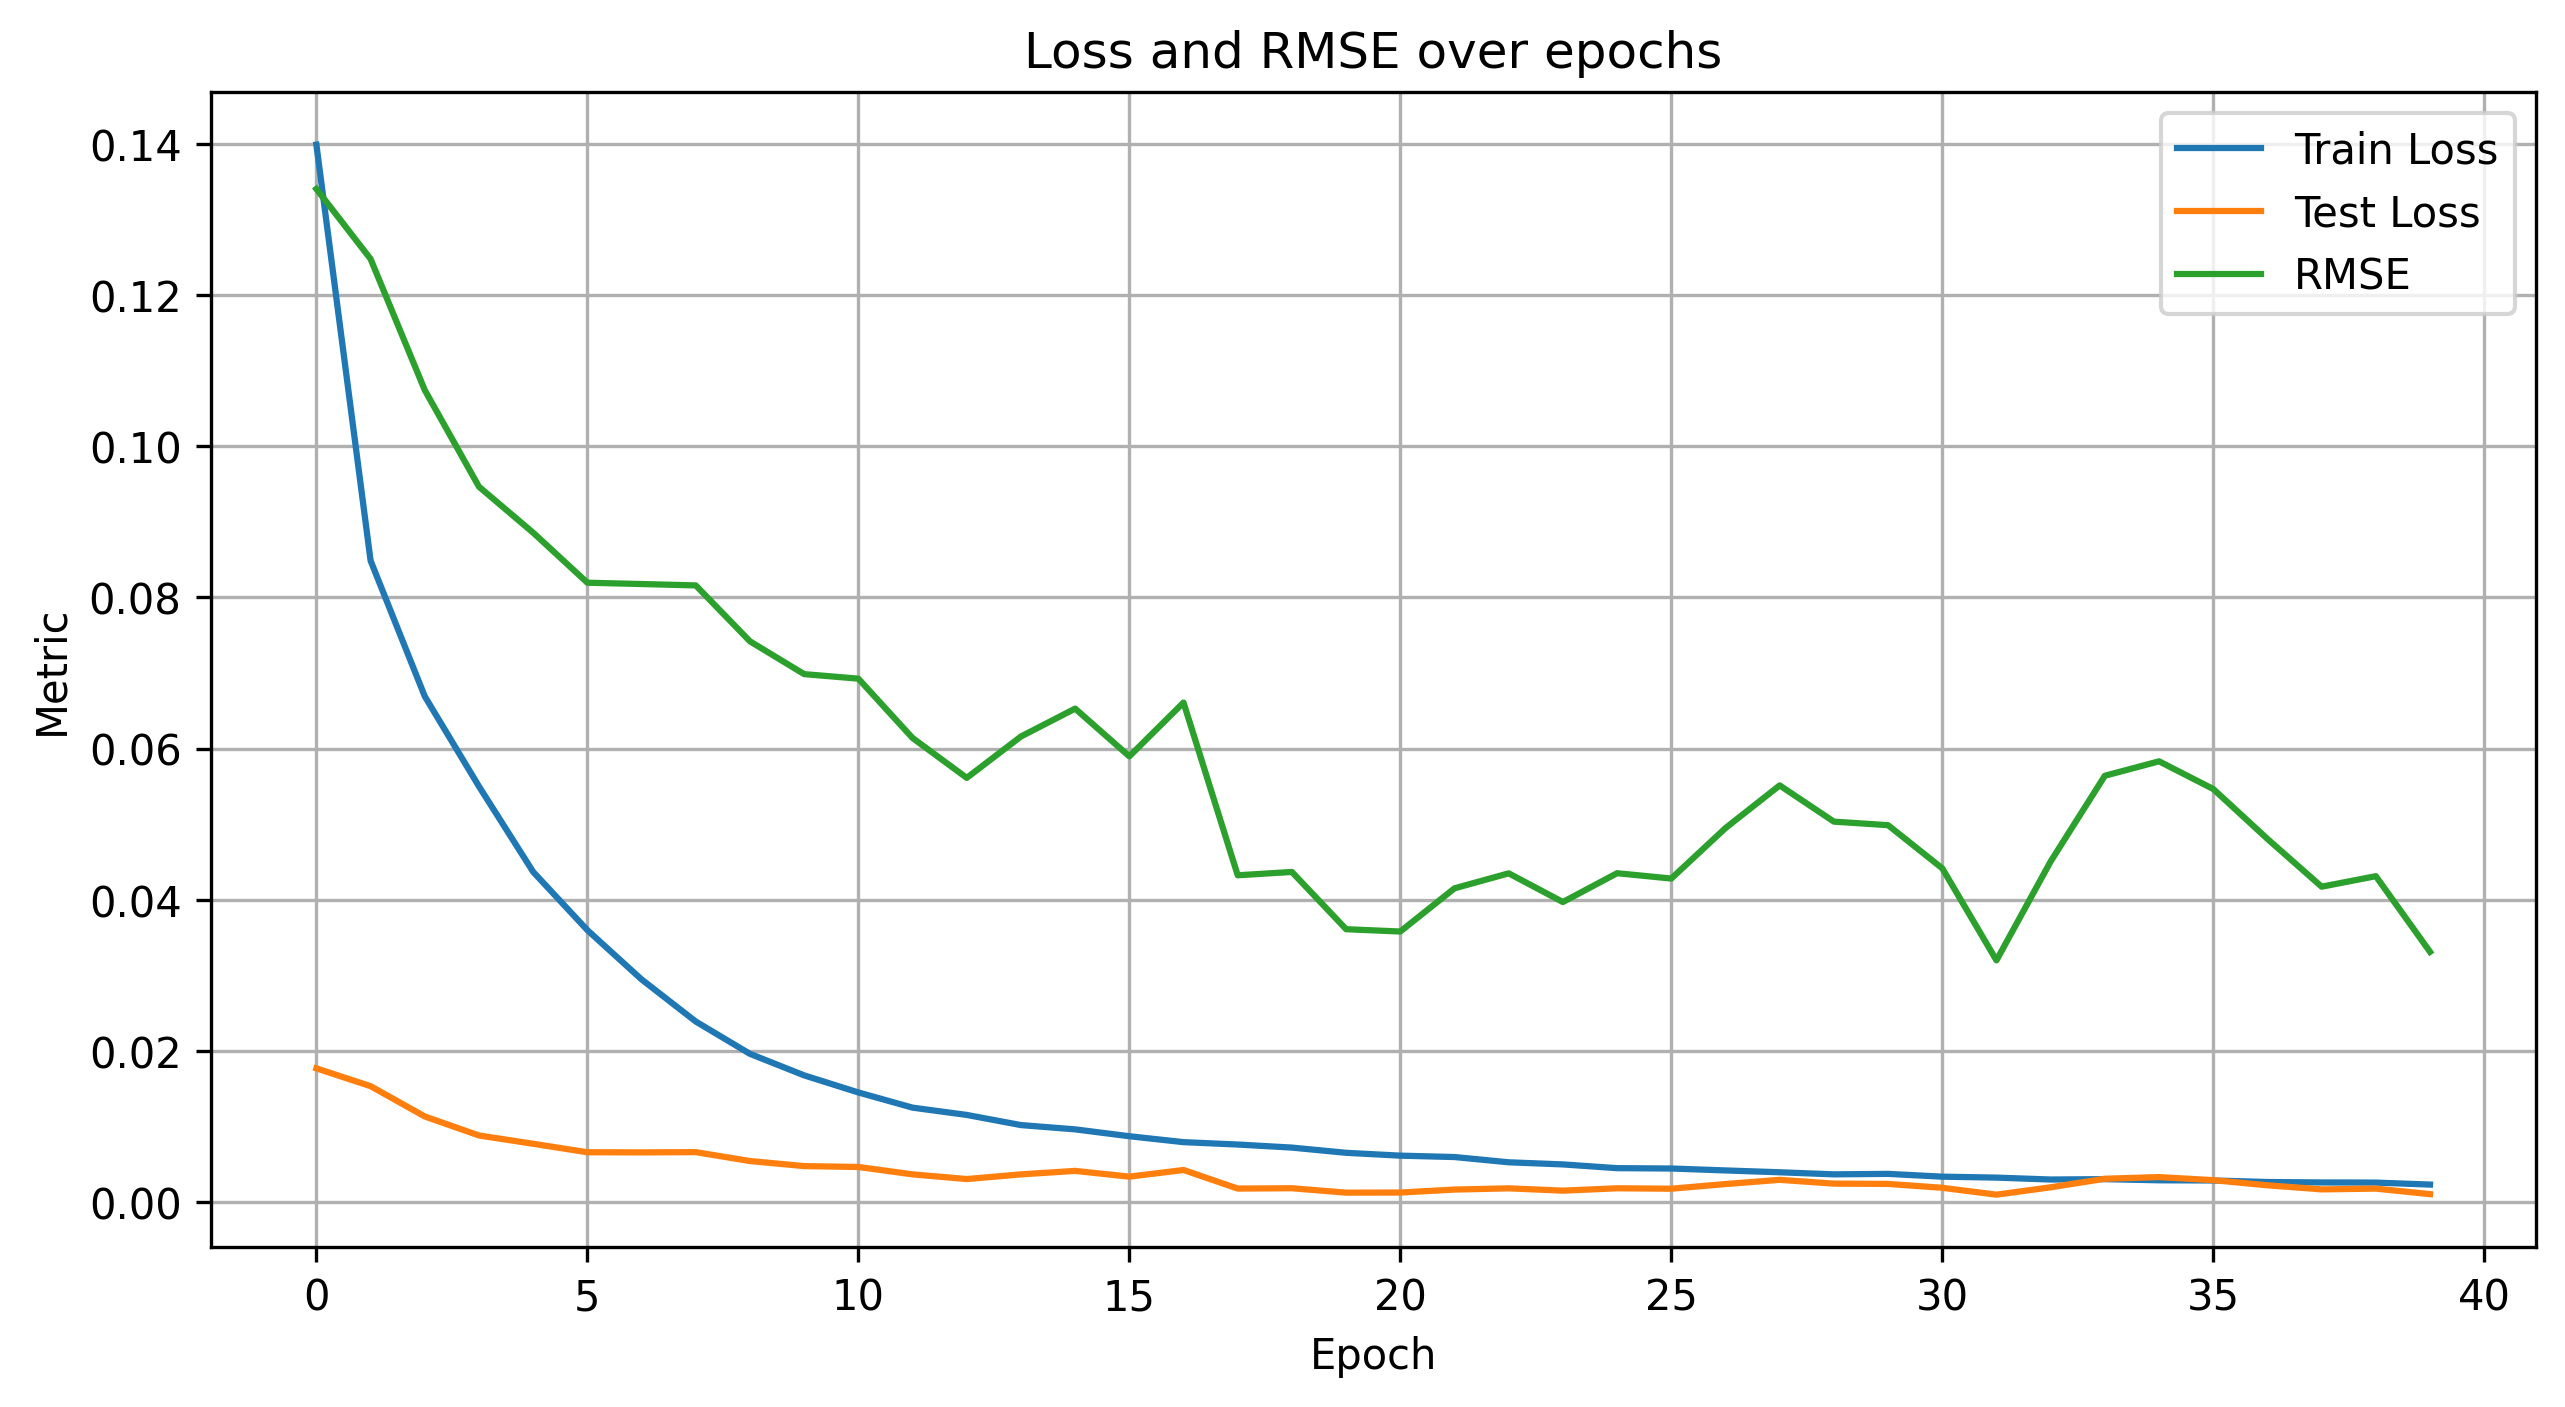 Loss and RMSE over epochs
Train Loss
Test Loss
RMSE
Metric
0.14
0.12
0.10
0.08
0.06
0.04
0.02
0.00
0 5 10 15 20 25 30 35 40
Epoch